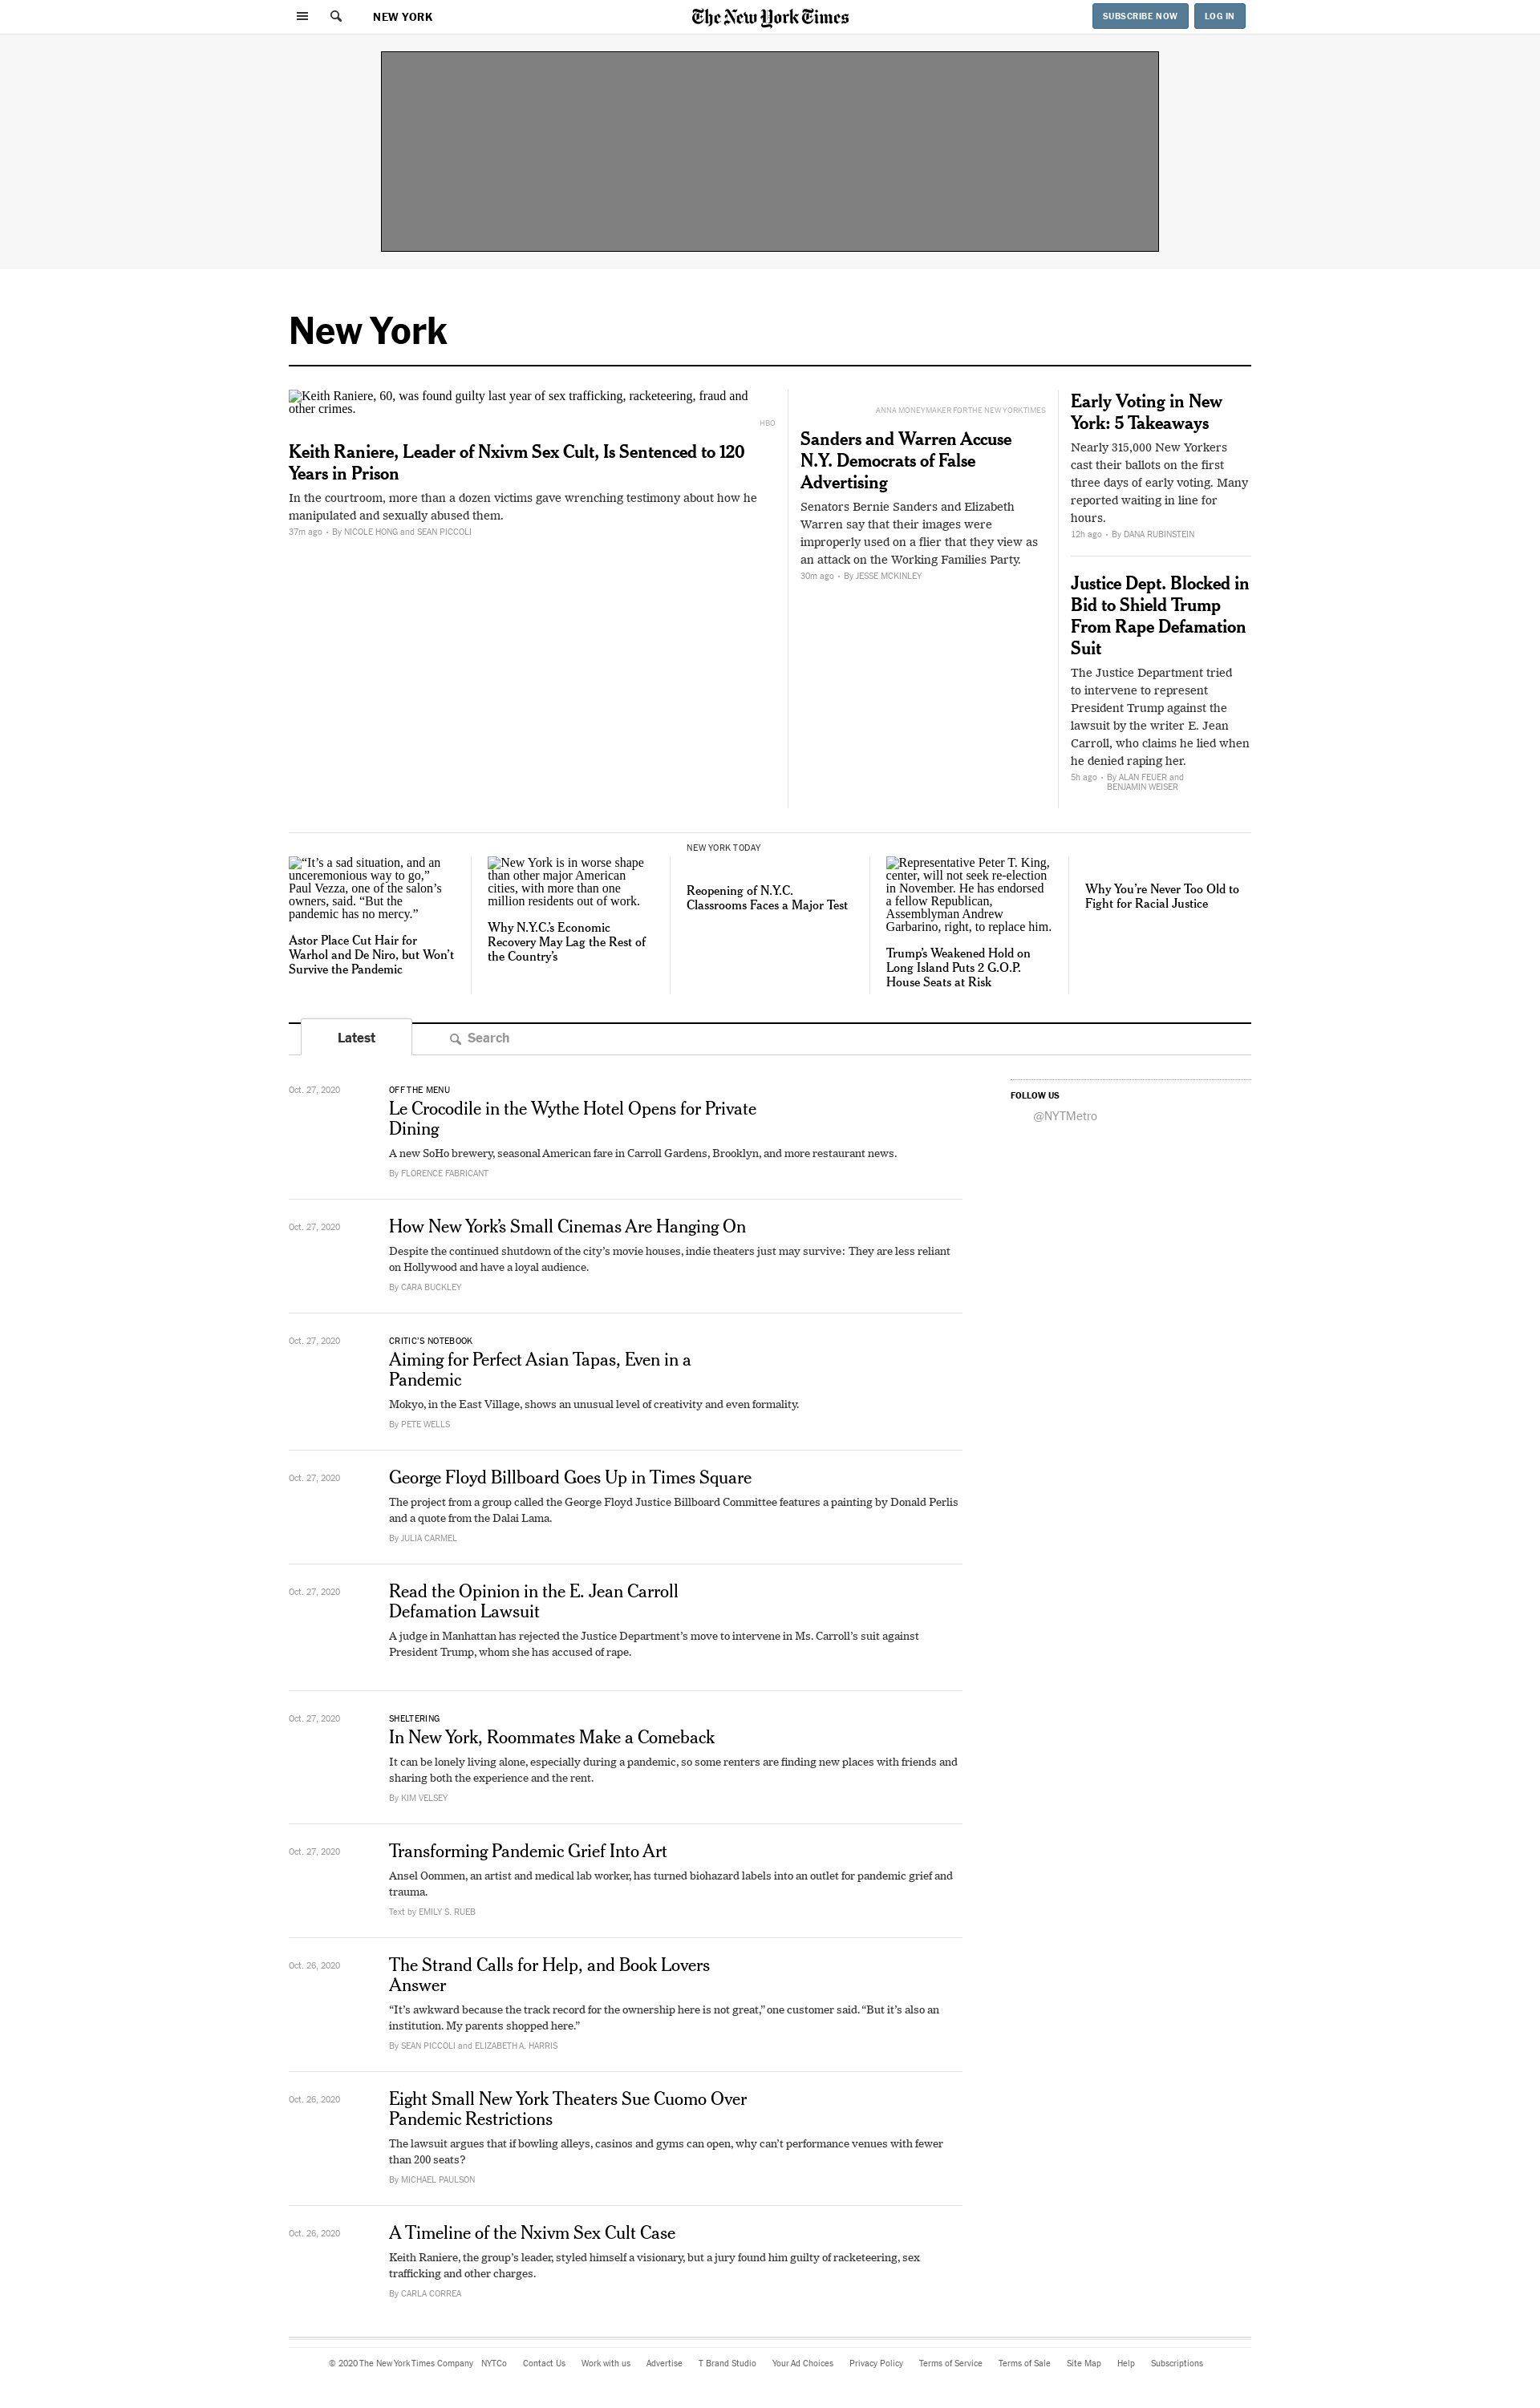 NEW YORK
The New York Times
SUBSCRIBE NOW
LOG IN
New York
Keith Raniere, 60, was found guilty last year of sex trafficking, racketeering, fraud and
other crimes.
HBO
Keith Raniere, Leader of Nxivm Sex Cult, Is Sentenced to 120
Years in Prison
In the courtroom, more than a dozen victims gave wrenching testimony about how he
manipulated and sexually abused them.
37m ago • By NICOLE HONG and SEAN PICCOLI
ANNA MONEYMAKER FOR THE NEW YORK TIMES
Sanders and Warren Accuse
N.Y. Democrats of False
Advertising
Senators Bernie Sanders and Elizabeth
Warren say that their images were
improperly used on a flier that they view as
an attack on the Working Families Party.
30m ago • By JESSE MCKINLEY
Early Voting in New
York: 5 Takeaways
Nearly 315,000 New Yorkers
cast their ballots on the first
three days of early voting. Many
reported waiting in line for
hours.
12h ago • By DANA RUBINSTEIN
Justice Dept. Blocked in
Bid to Shield Trump
From Rape Defamation
Suit
The Justice Department tried
to intervene to represent
President Trump against the
lawsuit by the writer E. Jean
Carroll, who claims he lied when
he denied raping her.
5h ago • By ALAN FEUER and
BENJAMIN WEISER
“It’s a sad situation, and an
unceremonious way to go,”
Paul Vezza, one of the salon’s
owners, said. “But the
pandemic has no mercy.”
Astor Place Cut Hair for
Warhol and De Niro, but Won’t
Survive the Pandemic
New York is in worse shape
than other major American
cities, with more than one
million residents out of work.
Why N.Y.C.’s Economic
Recovery May Lag the Rest of
the Country’s
NEW YORK TODAY
Reopening of N.Y.C.
Classrooms Faces a Major Test
Representative Peter T. King,
center, will not seek re-election
in November. He has endorsed
a fellow Republican,
Assemblyman Andrew
Garbarino, right, to replace him.
Trump’s Weakened Hold on
Long Island Puts 2 G.O.P.
House Seats at Risk
Why You’re Never Too Old to
Fight for Racial Justice
Latest
Search
Oct. 27, 2020
OFF THE MENU
Le Crocodile in the Wythe Hotel Opens for Private
Dining
A new SoHo brewery, seasonal American fare in Carroll Gardens, Brooklyn, and more restaurant news.
By FLORENCE FABRICANT
FOLLOW US
@NYTMetro
Oct. 27, 2020
How New York’s Small Cinemas Are Hanging On
Despite the continued shutdown of the city’s movie houses, indie theaters just may survive: They are less reliant
on Hollywood and have a loyal audience.
By CARA BUCKLEY
Oct. 27, 2020
CRITIC’S NOTEBOOK
Aiming for Perfect Asian Tapas, Even in a
Pandemic
Mokyo, in the East Village, shows an unusual level of creativity and even formality.
By PETE WELLS
Oct. 27, 2020
George Floyd Billboard Goes Up in Times Square
The project from a group called the George Floyd Justice Billboard Committee features a painting by Donald Perlis
and a quote from the Dalai Lama.
By JULIA CARMEL
Oct. 27, 2020
Read the Opinion in the E. Jean Carroll
Defamation Lawsuit
A judge in Manhattan has rejected the Justice Department’s move to intervene in Ms. Carroll’s suit against
President Trump, whom she has accused of rape.
Oct. 27, 2020
SHELTERING
In New York, Roommates Make a Comeback
It can be lonely living alone, especially during a pandemic, so some renters are finding new places with friends and
sharing both the experience and the rent.
By KIM VELSEY
Oct. 27, 2020
Transforming Pandemic Grief Into Art
Ansel Oommen, an artist and medical lab worker, has turned biohazard labels into an outlet for pandemic grief and
trauma.
Text by EMILY S. RUEB
Oct. 26, 2020
The Strand Calls for Help, and Book Lovers
Answer
“It’s awkward because the track record for the ownership here is not great,” one customer said. “But it’s also an
institution. My parents shopped here.”
By SEAN PICCOLI and ELIZABETH A. HARRIS
Oct. 26, 2020
Eight Small New York Theaters Sue Cuomo Over
Pandemic Restrictions
The lawsuit argues that if bowling alleys, casinos and gyms can open, why can’t performance venues with fewer
than 200 seats?
By MICHAEL PAULSON
Oct. 26, 2020
A Timeline of the Nxivm Sex Cult Case
Keith Raniere, the group’s leader, styled himself a visionary, but a jury found him guilty of racketeering, sex
trafficking and other charges.
By CARLA CORREA
© 2020 The New York Times Company NYTCo Contact Us Work with us Advertise T Brand Studio Your Ad Choices Privacy Policy Terms of Service Terms of Sale Site Map Help Subscriptions